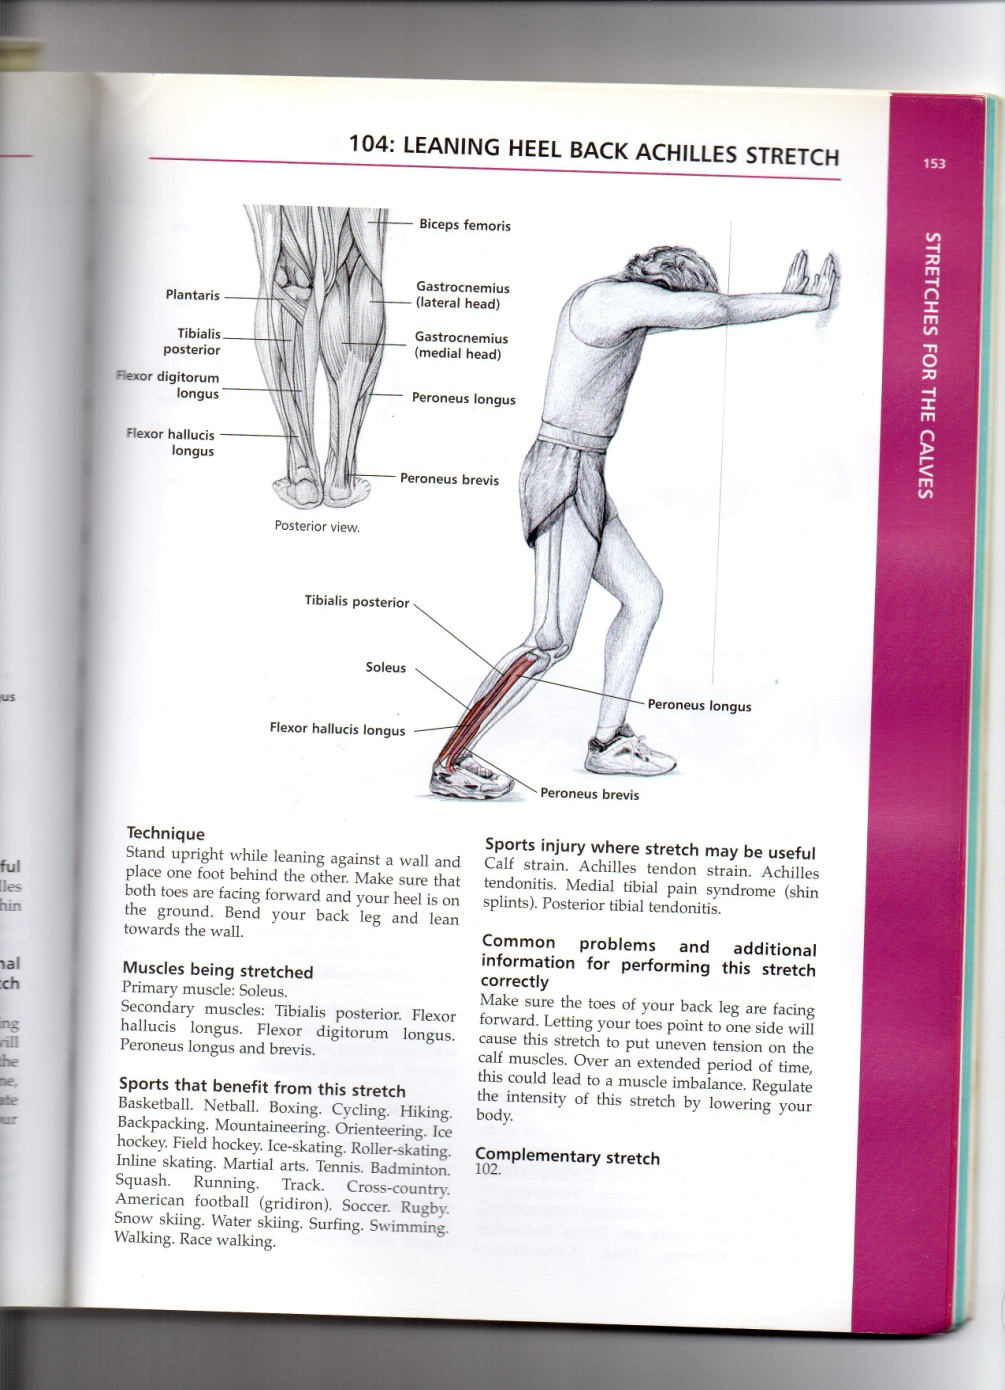 104: LEANING HEEL BACK ACHILLES STRETCH
153
STRETCHES FOR THE CALVES
Biceps femoris
Plantaris
Gastrocnemius
(lateral head)
Tibialis
posterior
Gastrocnemius
(medial head)
Flexor digitorum
longus
Peroneus longus
Flexor hallucis
longus
Peroneus brevis
Posterior view.
Tibialis posterior
Soleus
Peroneus longus
Flexor hallucis longus
Peroneus brevis
Technique
Stand upright while leaning against a wall and
place one foot behind the other. Make sure that
both toes are facing forward and your heel is on
the ground. Bend your back leg and lean
towards the wall.
Muscles being stretched
Primary muscle: Soleus.
Secondary muscles: Tibialis posterior. Flexor
hallucis longus. Flexor digitorum longus.
Peroneus longus and brevis.
Sports that benefit from this stretch
Basketball. Netball. Boxing. Cycling. Hiking.
Backpacking. Mountaineering. Orienteering. Ice
hockey. Field hockey. Ice-skating. Roller-skating.
Inline skating. Martial arts. Tennis. Badminton.
Squash. Running. Track. Cross-country.
American football (gridiron). Soccer. Rugby.
Snow skiing. Water skiing. Surfing. Swimming.
Walking. Race walking.
Sports injury where stretch may be useful
Calf strain. Achilles tendon strain. Achilles
tendonitis. Medial tibial pain syndrome (shin
splints). Posterior tibial tendonitis.
Common problems and additional
information for performing this stretch
correctly
Make sure the toes of your back leg are facing
forward. Letting your toes point to one side will
cause this stretch to put uneven tension on the
calf muscles. Over an extended period of time,
this could lead to a muscle imbalance. Regulate
the intensity of this stretch by lowering your
body.
Complementary stretch
102.